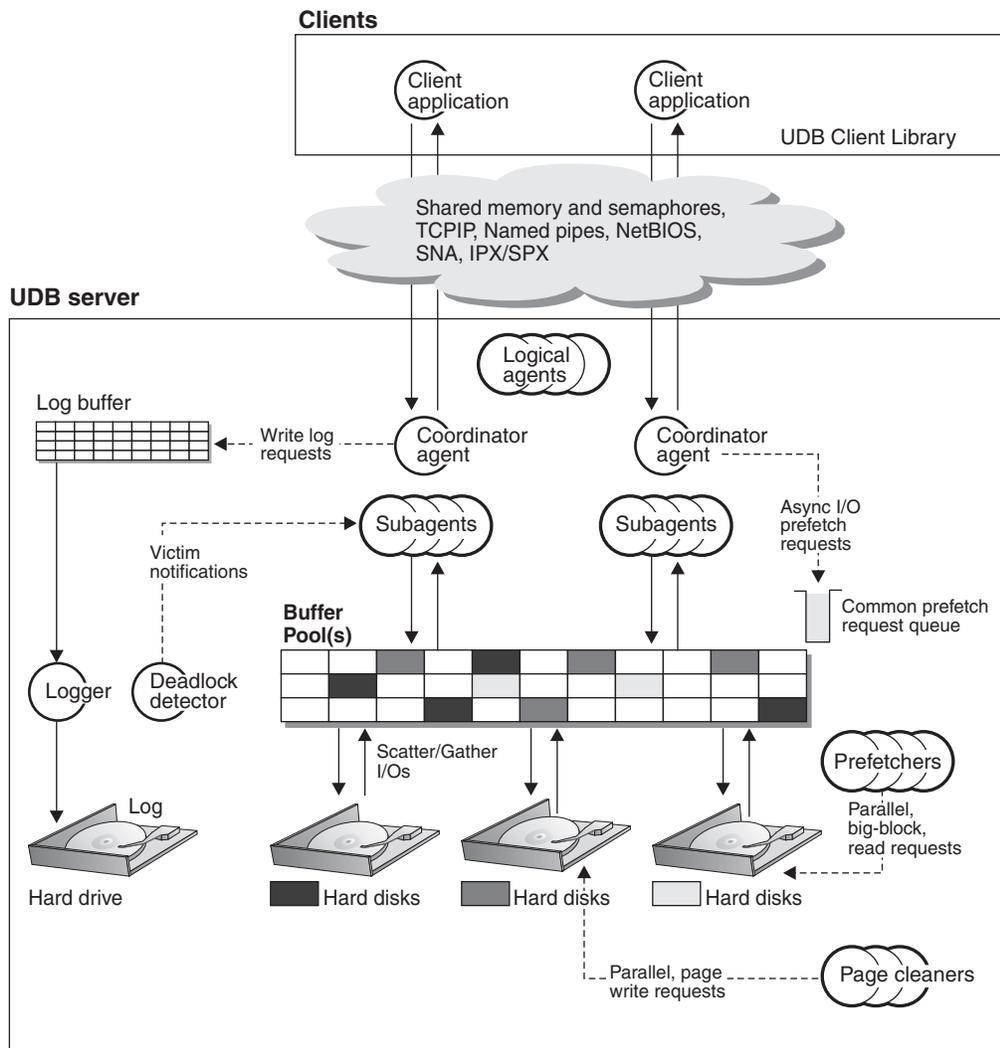 Clients
Client
application
Client
application
UDB Client Library
Shared memory and semaphores,
TCPIP, Named pipes, NetBIOS,
SNA, IPX/SPX
UDB server
Logical
agents
Log buffer
Write log
requests
Coordinator
agent
Coordinator
agent
Subagents
Subagents
Async I/O
prefetch
requests
Victim
notifications
Common prefetch
request queue
Buffer
Pool(s)
Logger
Deadlock
detector
Scatter/Gather
I/Os
Prefetchers
Log
Parallel,
big-block,
read requests
Hard drive
Hard disks
Hard disks
Hard disks
Parallel, page
write requests
Page cleaners